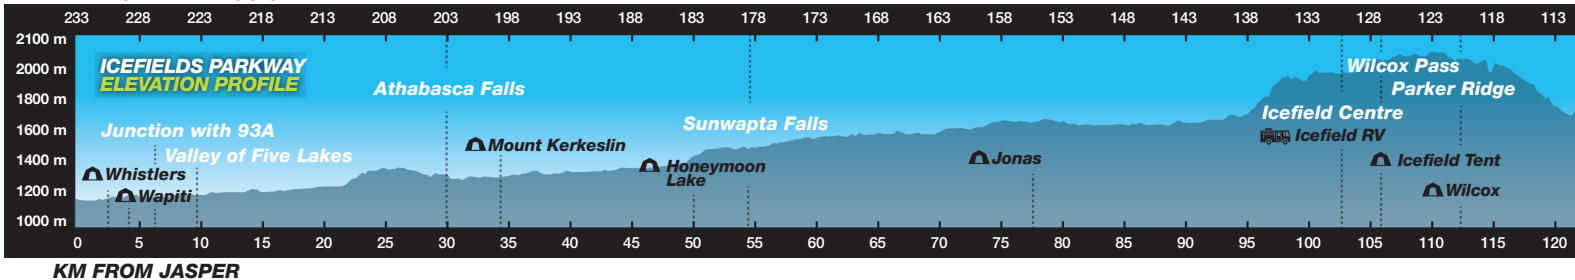 233 228 223 213 208 203 198 193 188 183 178 173 168 163 158 153 148 143 138 133 128 123 118 113
2100 m
2000 m
1800 m
1600 m
1400 m
1200 m
1000 m
ICEFIELDS PARKWAY
ELEVATION PROFILE
Junction with 93A
Valley of Five Lakes
Whistlers
Wapiti
Athabasca Falls
Mount Kerkeslin
Honeymoon
Lake
Sunwapta Falls
Jonas
Wilcox Pass
Parker Ridge
Icefield Centre
Icefield RV
Icefield Tent
Wilcox
0 5 10 15 20 25 30 35 40 45 50 55 60 65 70 75 80 85 90 95 100 105 110 115 120
KM FROM JASPER